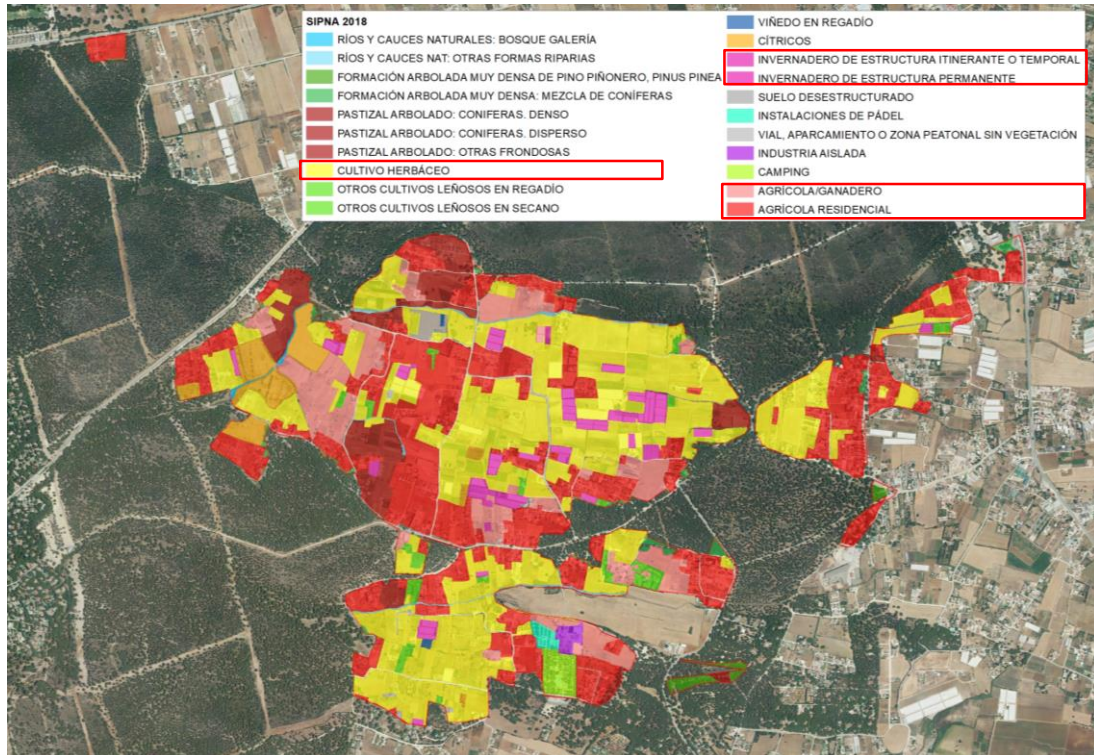 SIPNA 2018
RÍOS Y CAUCES NATURALES: BOSQUE GALERÍA
RÍOS Y CAUCES NAT: OTRAS FORMAS RIPARIAS
FORMACIÓN ARBOLADA MUY DENSA DE PINO PIÑONERO, PINUS PINEA
FORMACIÓN ARBOLADA MUY DENSA: MEZCLA DE CONÍFERAS
PASTIZAL ARBOLADO: CONIFERAS. DENSO
PASTIZAL ARBOLADO: CONIFERAS. DISPERSO
PASTIZAL ARBOLADO: OTRAS FRONDOSAS
CULTIVO HERBÁCEO
OTROS CULTIVOS LEÑOSOS EN REGADÍO
OTROS CULTIVOS LEÑOSOS EN SECANO
VIÑEDO EN REGADÍO
CÍTRICOS
INVERNADERO DE ESTRUCTURA ITINERANTE O TEMPORAL
INVERNADERO DE ESTRUCTURA PERMANENTE
SUELO DESESTRUCTURADO
INSTALACIONES DE PÁDEL
VIAL, APARCAMIENTO O ZONA PEATONAL SIN VEGETACIÓN
INDUSTRIA AISLADA
CAMPING
AGRÍCOLA/GANADERO
AGRÍCOLA RESIDENCIAL